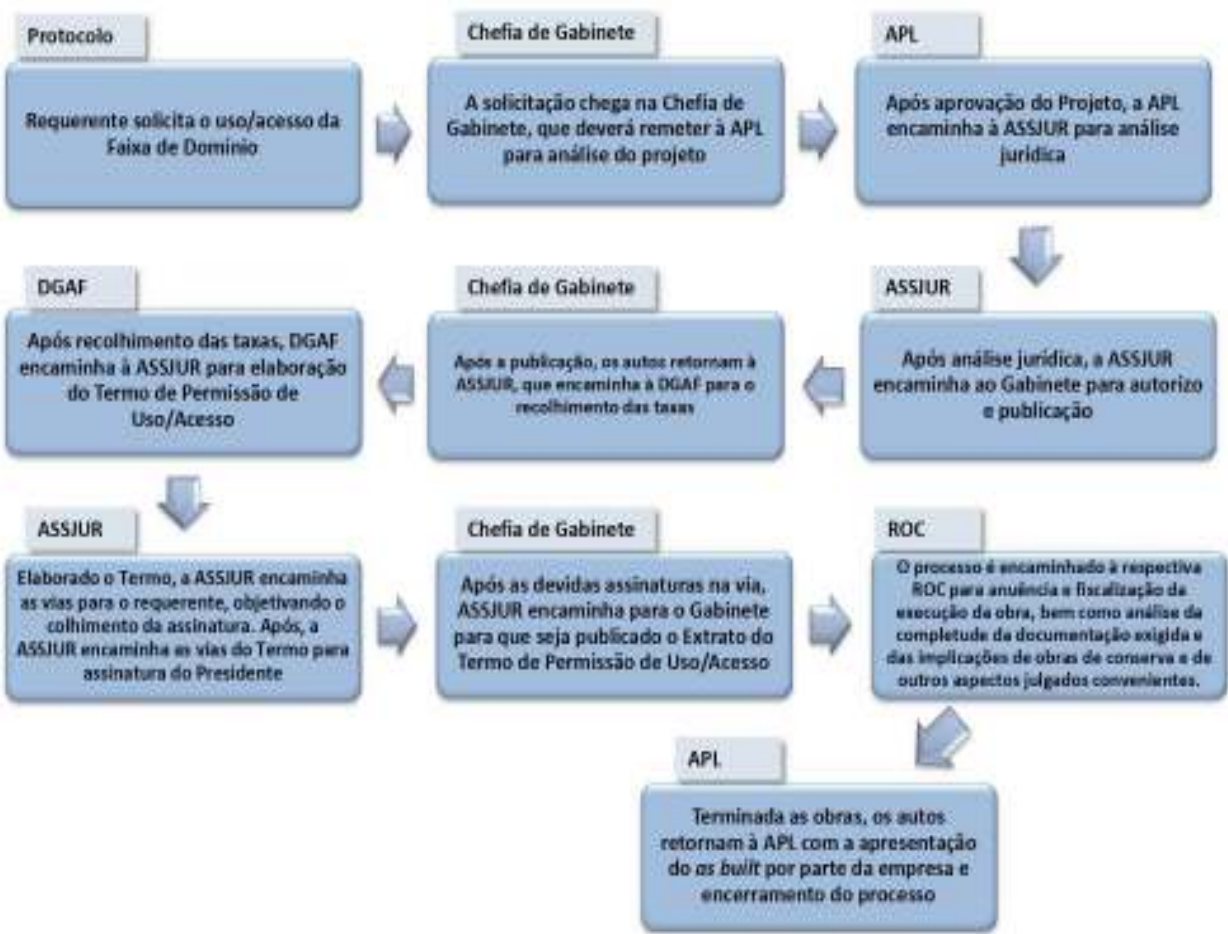 Protocolo
Requerente solicita o uso/acesso da
Faixa de Domínio
Chefia de Gabinete
A solicitação chega na Chefia de
Gabinete, que deverá remeter à APL
para análise do projeto
APL
Após aprovação do Projeto, a APL
encaminha à ASSJUR para análise
jurídica
ASSJUR
Após análise jurídica, a ASSJUR
encaminha ao Gabinete para autorizo
e publicação
Chefia de Gabinete
Após a publicação, os autos retornam à
ASSJUR, que encaminha à DGAF para o
recolhimento das taxas
DGAF
Após recolhimento das taxas, DGAF
encaminha à ASSJUR para elaboração
do Termo de Permissão de
Uso/Acesso
ASSJUR
Elaborado o Termo, a ASSJUR encaminha
as vias para o requerente, objetivando o
colhimento da assinatura. Após, a
ASSJUR encaminha as vias do Termo para
assinatura do Presidente
Chefia de Gabinete
Após as devidas assinaturas na via,
ASSJUR encaminha para o Gabinete
para que seja publicado o Extrato do
Termo de Permissão de Uso/Acesso
ROC
O processo é encaminhado à respectiva
ROC para anuência e fiscalização da
execução da obra, bem como análise da
completude da documentação exigida e
das implicações de obras de conserva e de
outros aspectos julgados convenientes.
APL
Terminada as obras, os autos
retornam à APL com a apresentação
do as built por parte da empresa e
encerramento do processo